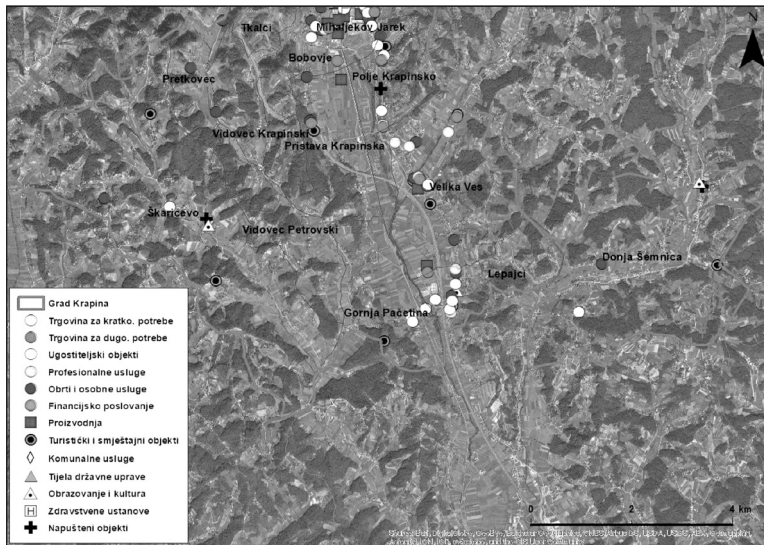 Tkalci
Mihaljekov Jarek
N
Bobovje
Pretkovec
Polje Krapinsko
Vidovec Krapinski
Pristava Krapinska
Velika Ves
Škarićevo
Vidovec Petrovski
Lepajci
Donja Šemnica
Gornja Pačetina
Grad Krapina
Trgovina za kratko. potrebe
Trgovina za dugo. potrebe
Ugostiteljski objekti
Profesionalne usluge
Obrti i osobne usluge
Financijsko poslovanje
Proizvodnja
Turistički i smještajni objekti
Komunalne usluge
Tijela državne uprave
Obrazovanje i kultura
H Zdravstvene ustanove
Napušteni objekti
0 2 4 km